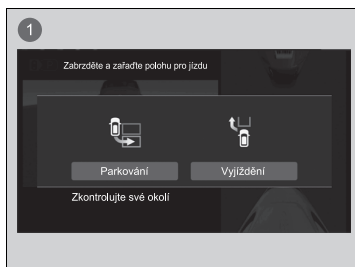 1
Zabrzděte a zařaďte polohu pro jízdu
Parkování
Vyjíždění
Zkontrolujte své okolí